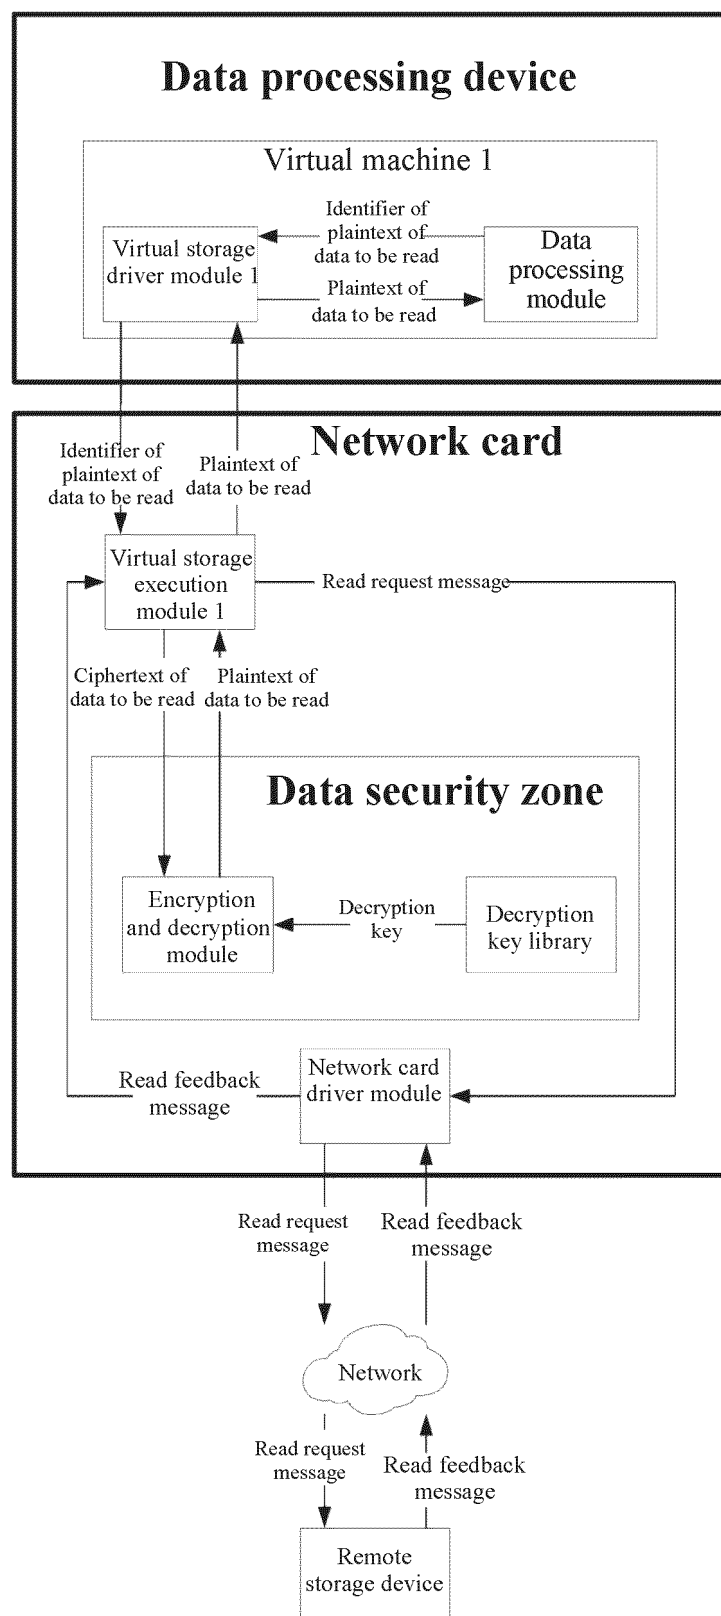 Data processing device
Virtual machine 1
Identifier of
plaintext of
data to be read
Virtual storage
driver module 1
Data
processing
module
Plaintext of
data to be read
Network card
Identifier of
plaintext of
data to be read
Plaintext of
data to be read
Virtual storage
execution
module 1
Read request message
Ciphertext of
data to be read
Plaintext of
data to be read
Data security zone
Encryption
and decryption
module
Decryption
key
Decryption
key library
Network card
driver module
Read feedback
message
Read request
message
Read feedback
message
Network
Read request
message
Read feedback
message
Remote
storage device